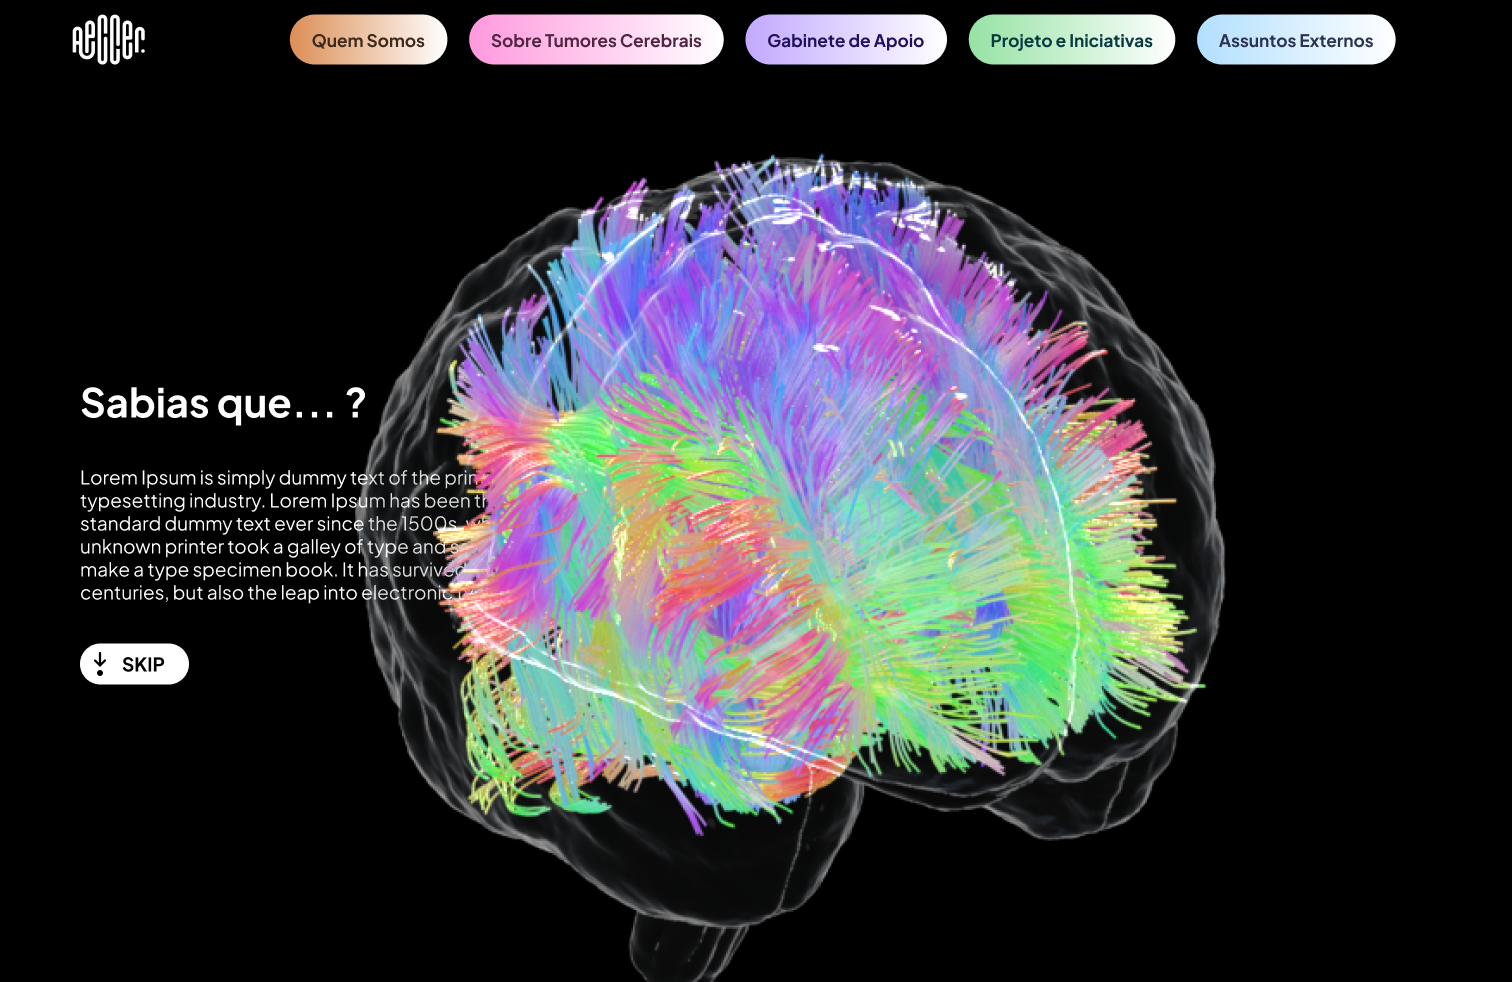 Quem Somos
Sobre Tumores Cerebrais
Gabinete de Apoio
Projeto e Iniciativas
Assuntos Externos
Sabias que... ?
Lorem Ipsum is simply dummy text of the
typesetting industry. Lorem Ipsum has been
standard dummy text ever since the 1500s,
unknown printer took a galley of type and
make a type specimen book. It has survived
centuries, but also the leap into electronic
SKIP